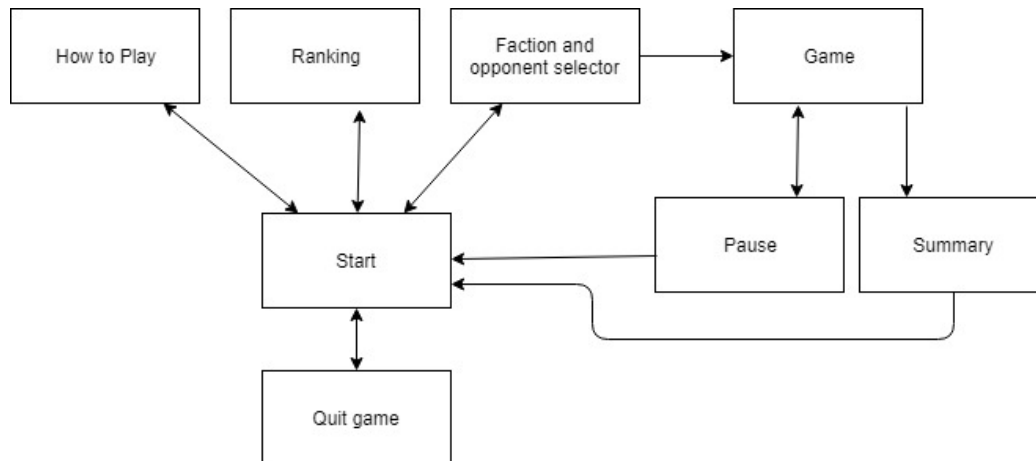 How to Play
Ranking
Faction and
opponent selector
Game
Start
Pause
Summary
Quit game